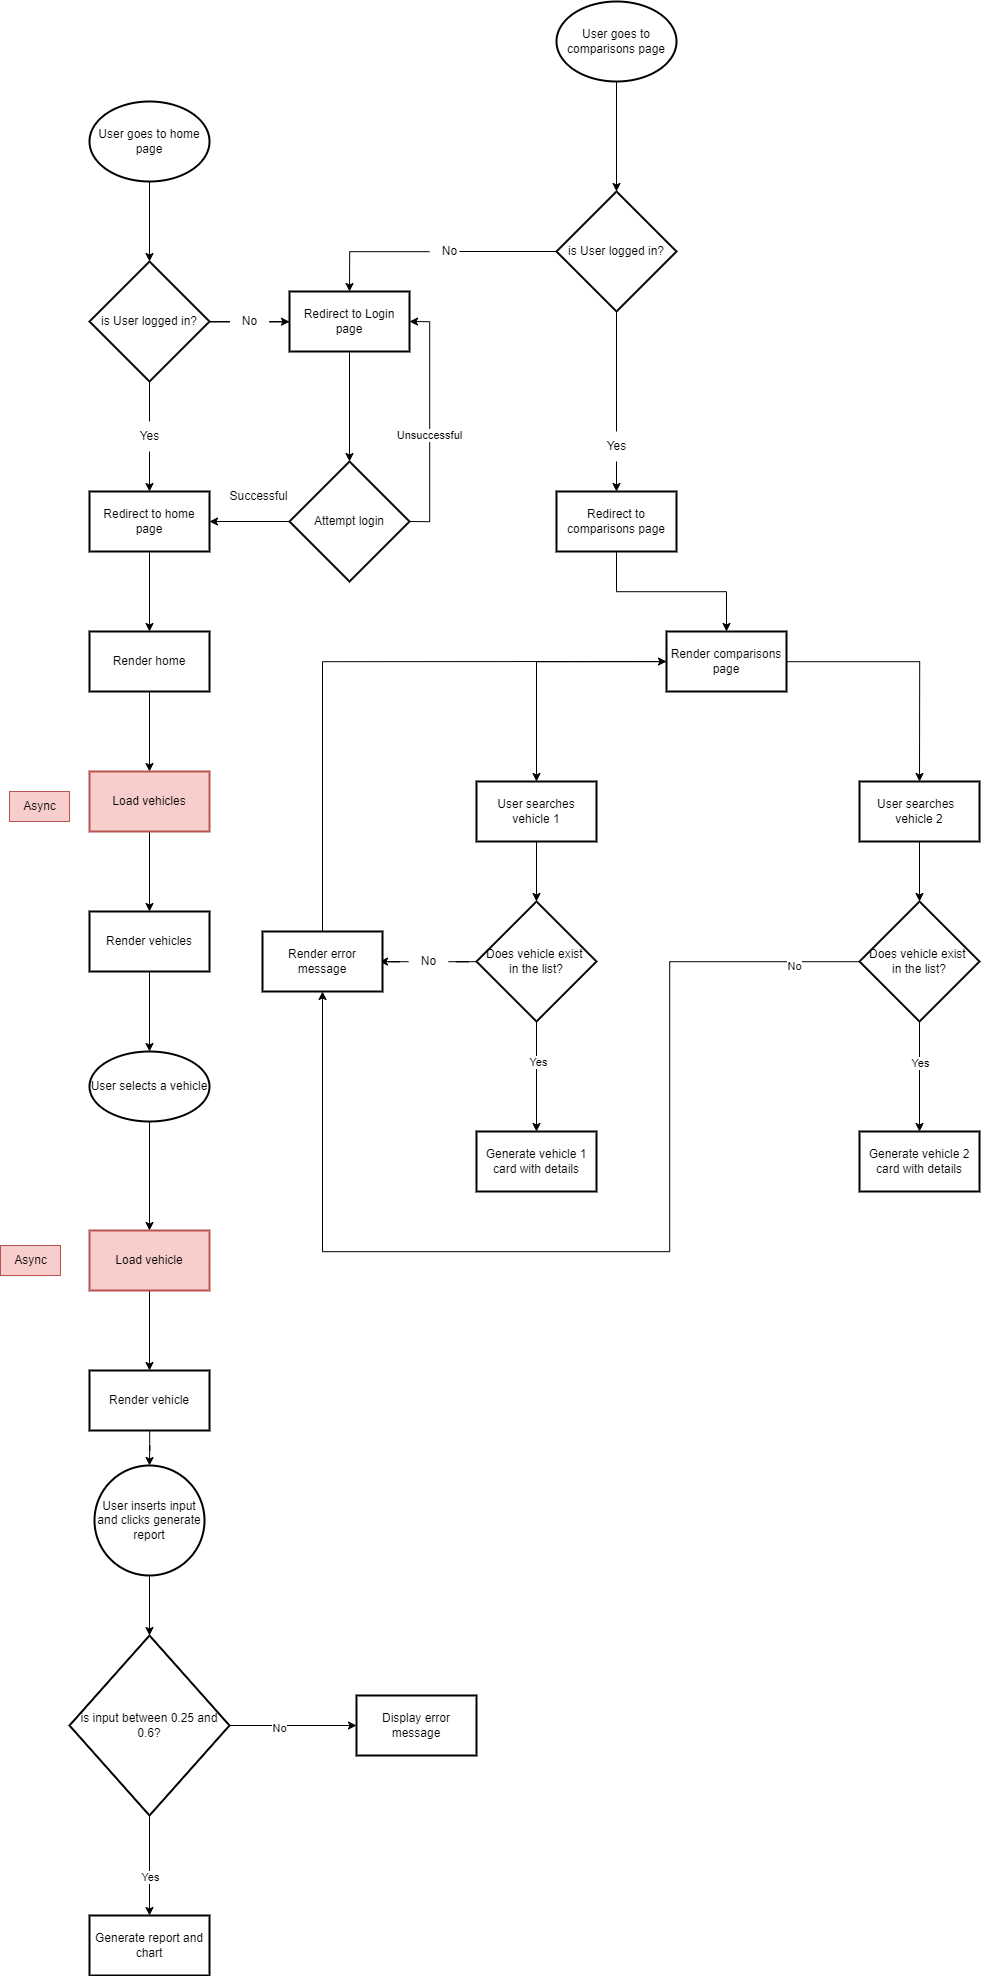 User goes to
comparisons page
User goes to home
page
is User logged in?
No
is User logged in?
No
Redirect to Login
page
Yes
Unsuccessful
Yes
Successful
Redirect to home
page
Attempt login
Redirect to
comparisons page
Render home
Render comparisons
page
Async
Load vehicles
User searches
vehicle 1
User searches
vehicle 2
Render vehicles
Render error
message
No
Does vehicle exist
in the list?
No
Does vehicle exist
in the list?
Yes
Yes
User selects a vehicle
Generate vehicle 1
card with details
Generate vehicle 2
card with details
Async
Load vehicle
Render vehicle
User inserts input
and clicks generate
report
is input between 0.25 and
0.6?
No
Display error
message
Yes
Generate report and
chart